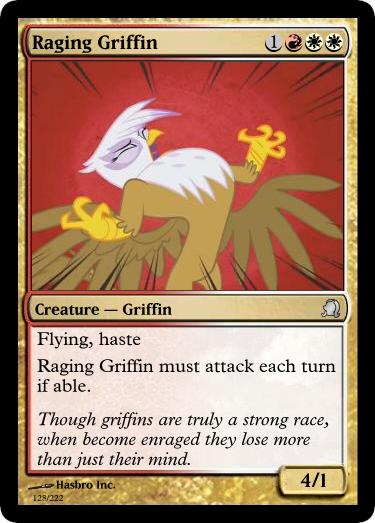 Raging Griffin 1
Creature — Griffin
Flying, haste
Raging Griffin must attack each turn
if able.
Though griffins are truly a strong race,
when become enraged they lose more
than just their mind.
4/1
Hasbro Inc.
128/222